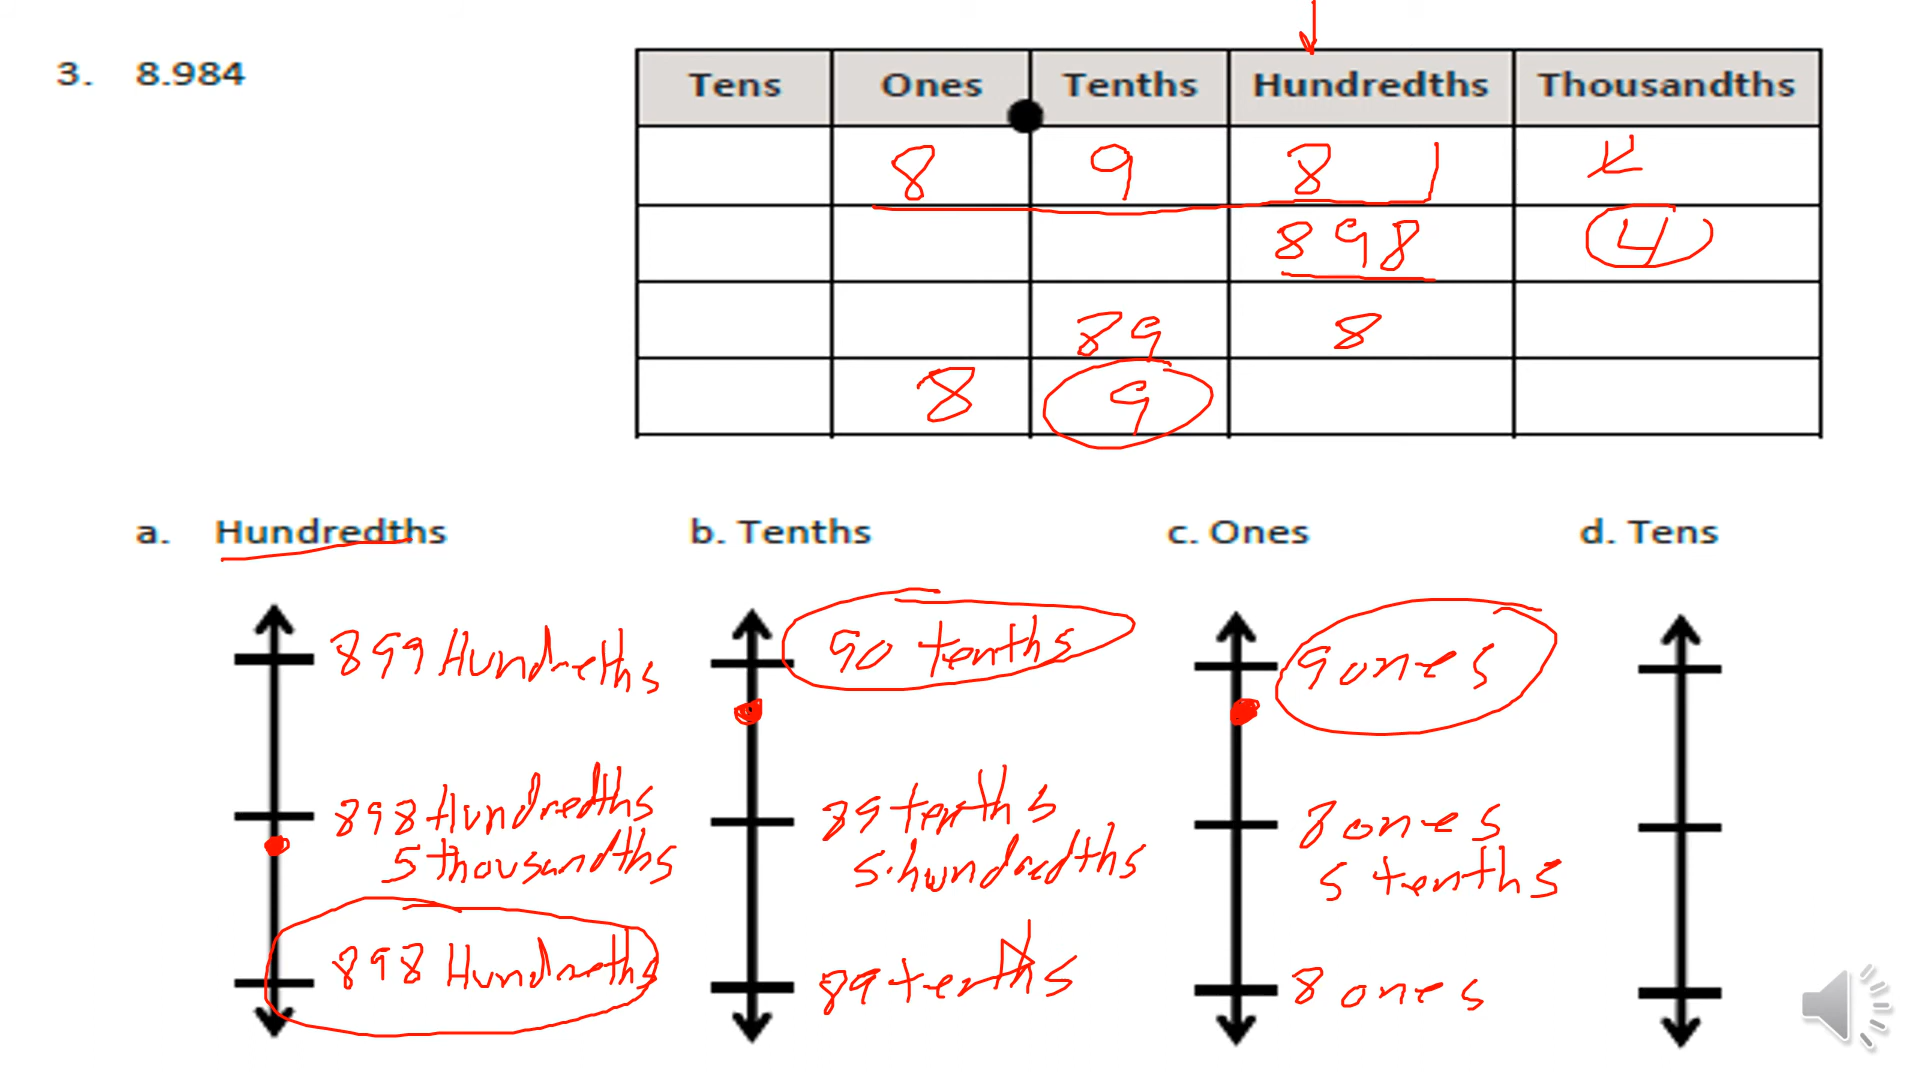 3. 8.984
Tens Ones Tenths Hundredths Thousandths
8 9 8 4
898 4
89 8
8 9
a. Hundredths
b. Tenths
c. Ones
d. Tens
899 Hundreths
898 Hundredths
5 thousandths
898 Hundreths
90 tenths
89 tenths
5 hundredths
89 tenths
9 ones
8 ones
5 tenths
8 ones